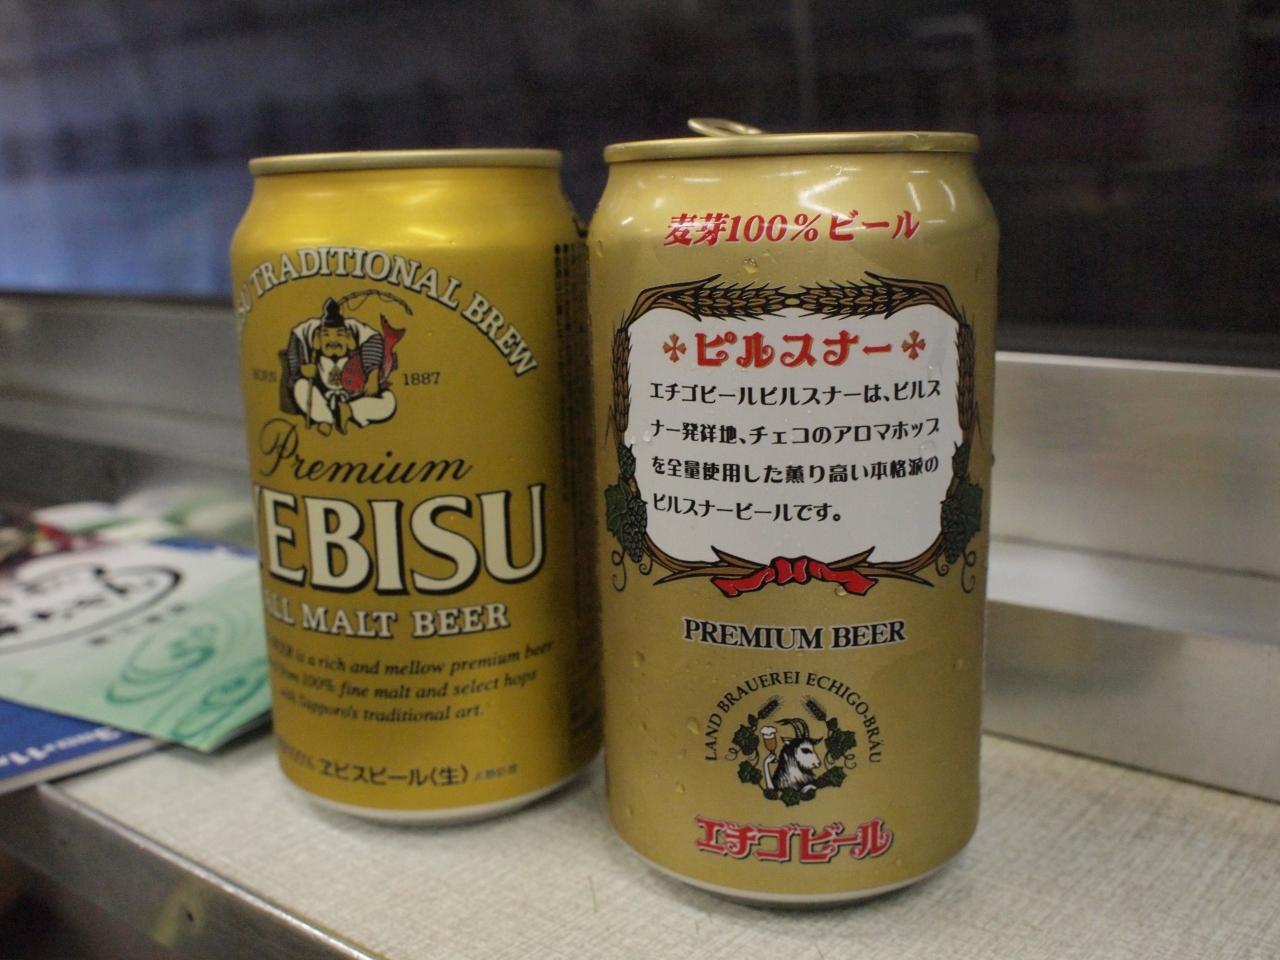 TRADITIONAL BREW
BORN 1887
Premium
YEBISU
ALL MALT BEER
BEER is a rich and mellow premium beer
from 100% fine malt and select hops
with Sapporo's traditional art.
ヱビスビール〈生〉
麦芽100%ビール
ピルスナー
エチゴビールピルスナーは、ピルス
ナー発祥地、チェコのアロマホップ
を全量使用した薫り高い本格派の
ピルスナービールです。
PREMIUM BEER
LAND BRAUEREI ECHIGO-BRÄU
エチゴビール